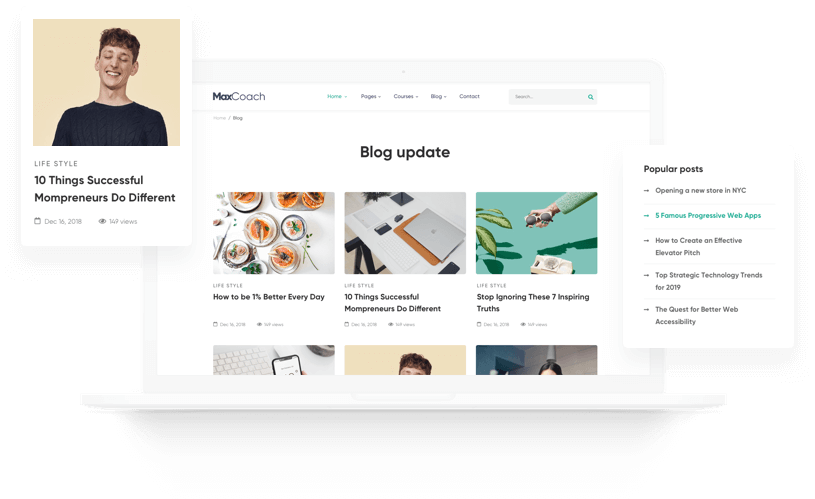 LIFE STYLE
10 Things Successful
Mompreneurs Do Different
Dec 16, 2018 149 views
MaxCoach
Home Pages Courses Blog Contact
Search...
Home / Blog
Blog update
LIFE STYLE
How to be 1% Better Every Day
Dec 16, 2018 149 views
LIFE STYLE
10 Things Successful
Mompreneurs Do Different
Dec 16, 2018 149 views
LIFE STYLE
Stop Ignoring These 7 Inspiring
Truths
Dec 16, 2018 149 views
Popular posts
Opening a new store in NYC
5 Famous Progressive Web Apps
How to Create an Effective
Elevator Pitch
Top Strategic Technology Trends
for 2019
The Quest for Better Web
Accessibility